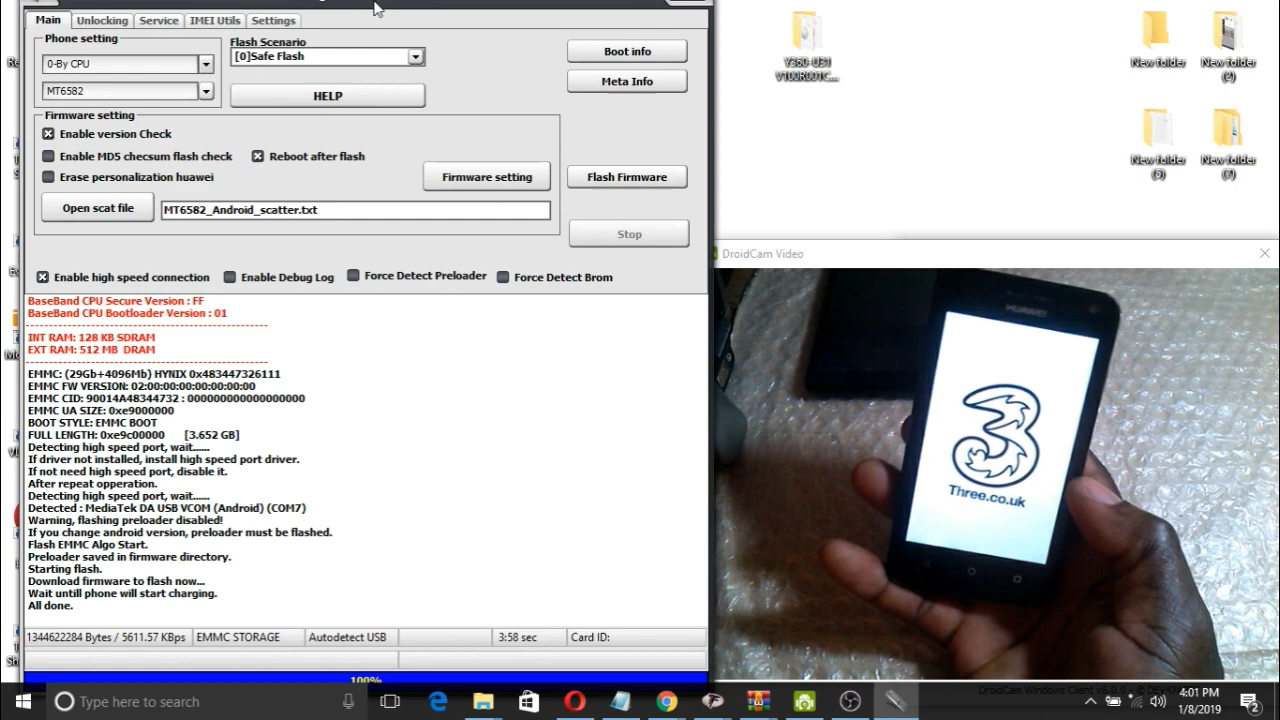 Main Unlocking Service IMEI Utils Settings
Phone setting
0-By CPU
MT6582
Flash Scenario
[0]Safe Flash
HELP
Boot info
Meta Info
Firmware setting
Enable version Check
Enable MD5 checsum flash check
Reboot after flash
Erase personalization huawei
Firmware setting
Flash Firmware
Open scat file
MT6582_Android_scatter.txt
Stop
Enable high speed connection
Enable Debug Log
Force Detect Preloader
Force Detect Brom
BaseBand CPU Secure Version : FF
BaseBand CPU Bootloader Version : 01
INT RAM: 128 KB SDRAM
EXT RAM: 512 MB DRAM
EMMC: (29Gb+4096Mb) HYNIX 0x483447326111
EMMC FW VERSION: 02:00:00:00:00:00:00:00
EMMC CID: 90014A48344732 : 000000000000000000
EMMC UA SIZE: 0xe9000000
BOOT STYLE: EMMC BOOT
FULL LENGTH: 0xe9c00000 [3.652 GB]
Detecting high speed port, wait......
If driver not installed, install high speed port driver.
If not need high speed port, disable it.
After repeat opperation.
Detecting high speed port, wait......
Detected : MediaTek DA USB VCOM (Android) (COM7)
Warning, flashing preloader disabled!
If you change android version, preloader must be flashed.
Flash EMMC Algo Start.
Preloader saved in firmware directory.
Starting flash.
Download firmware to flash now...
Wait untill phone will start charging.
All done.
1344622284 Bytes / 5611.57 KBps EMMC STORAGE Autodetect USB 3:58 sec Card ID:
100%
Y360-U31
V100R001C...
New folder
New folder
(2)
New folder
(5)
New folder
(7)
DroidCam Video
HUAWEI
3
Three.co.uk
Type here to search
4:01 PM
1/8/2019
2